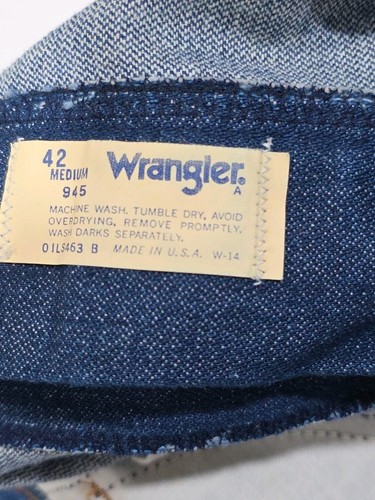 42 Wrangler®
MEDIUM A
945
MACHINE WASH. TUMBLE DRY, AVOID
OVERDRYING, REMOVE PROMPTLY.
WASH DARKS SEPARATELY.
01LS463 B MADE IN U.S.A. W-14